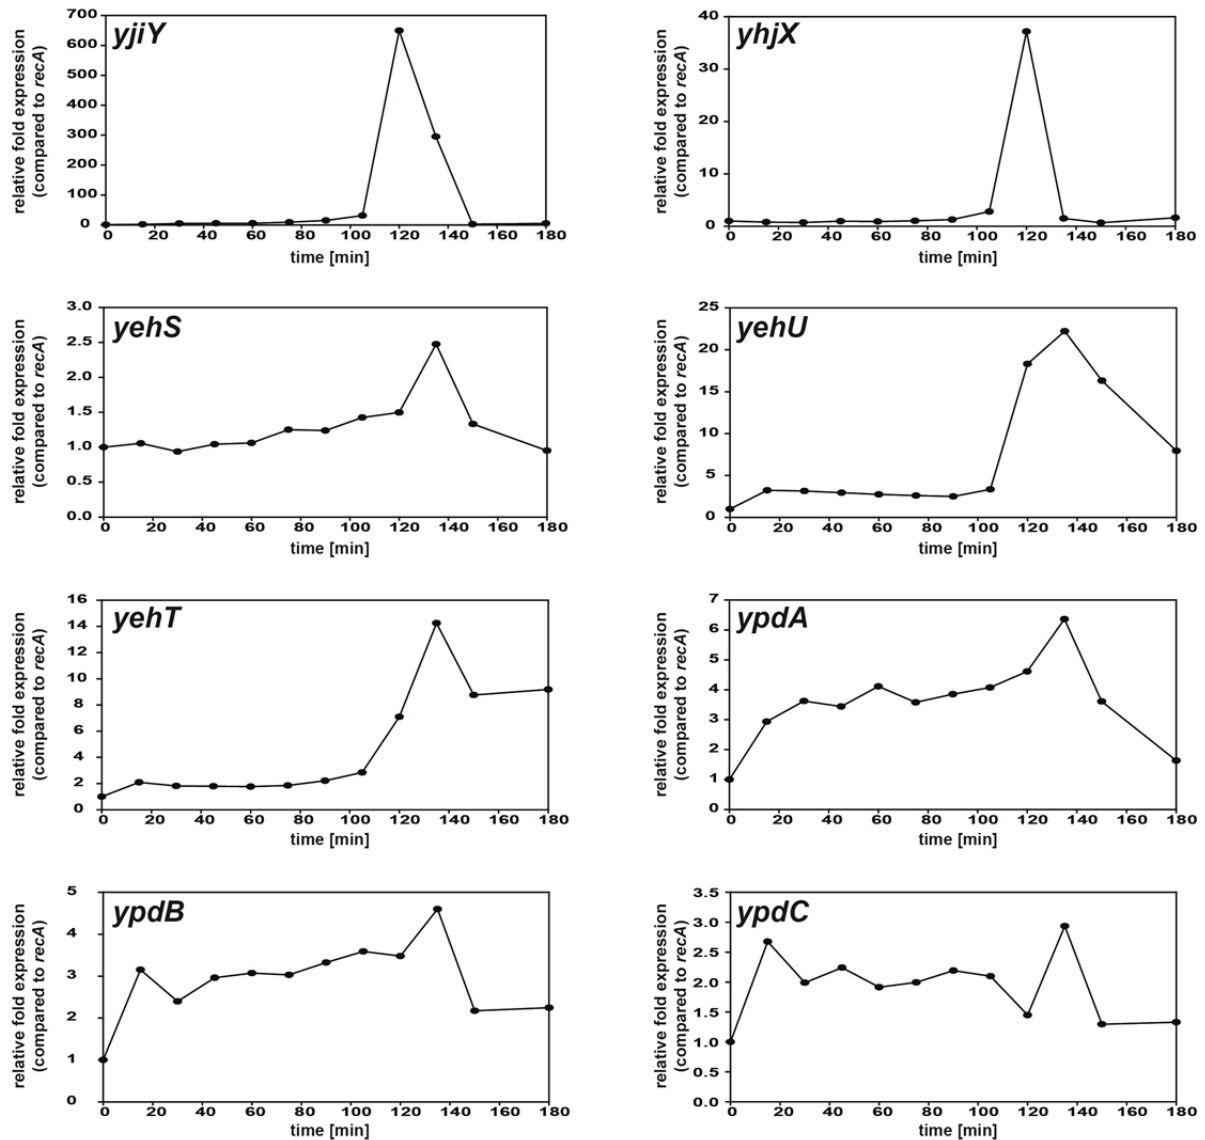 yjiY
relative fold expression
(compared to recA)
700
600
500
400
300
200
100
0
0 20 40 60 80 100 120 140 160 180
time [min]
yhjX
relative fold expression
(compared to recA)
40
30
20
10
0
0 20 40 60 80 100 120 140 160 180
time [min]
yehS
relative fold expression
(compared to recA)
3.0
2.5
2.0
1.5
1.0
0.5
0.0
0 20 40 60 80 100 120 140 160 180
time [min]
yehU
relative fold expression
(compared to recA)
25
20
15
10
5
0
0 20 40 60 80 100 120 140 160 180
time [min]
yehT
relative fold expression
(compared to recA)
16
14
12
10
8
6
4
2
0
0 20 40 60 80 100 120 140 160 180
time [min]
ypdA
relative fold expression
(compared to recA)
7
6
5
4
3
2
1
0
0 20 40 60 80 100 120 140 160 180
time [min]
ypdB
relative fold expression
(compared to recA)
5
4
3
2
1
0
0 20 40 60 80 100 120 140 160 180
time [min]
ypdC
relative fold expression
(compared to recA)
3.5
3.0
2.5
2.0
1.5
1.0
0.5
0.0
0 20 40 60 80 100 120 140 160 180
time [min]